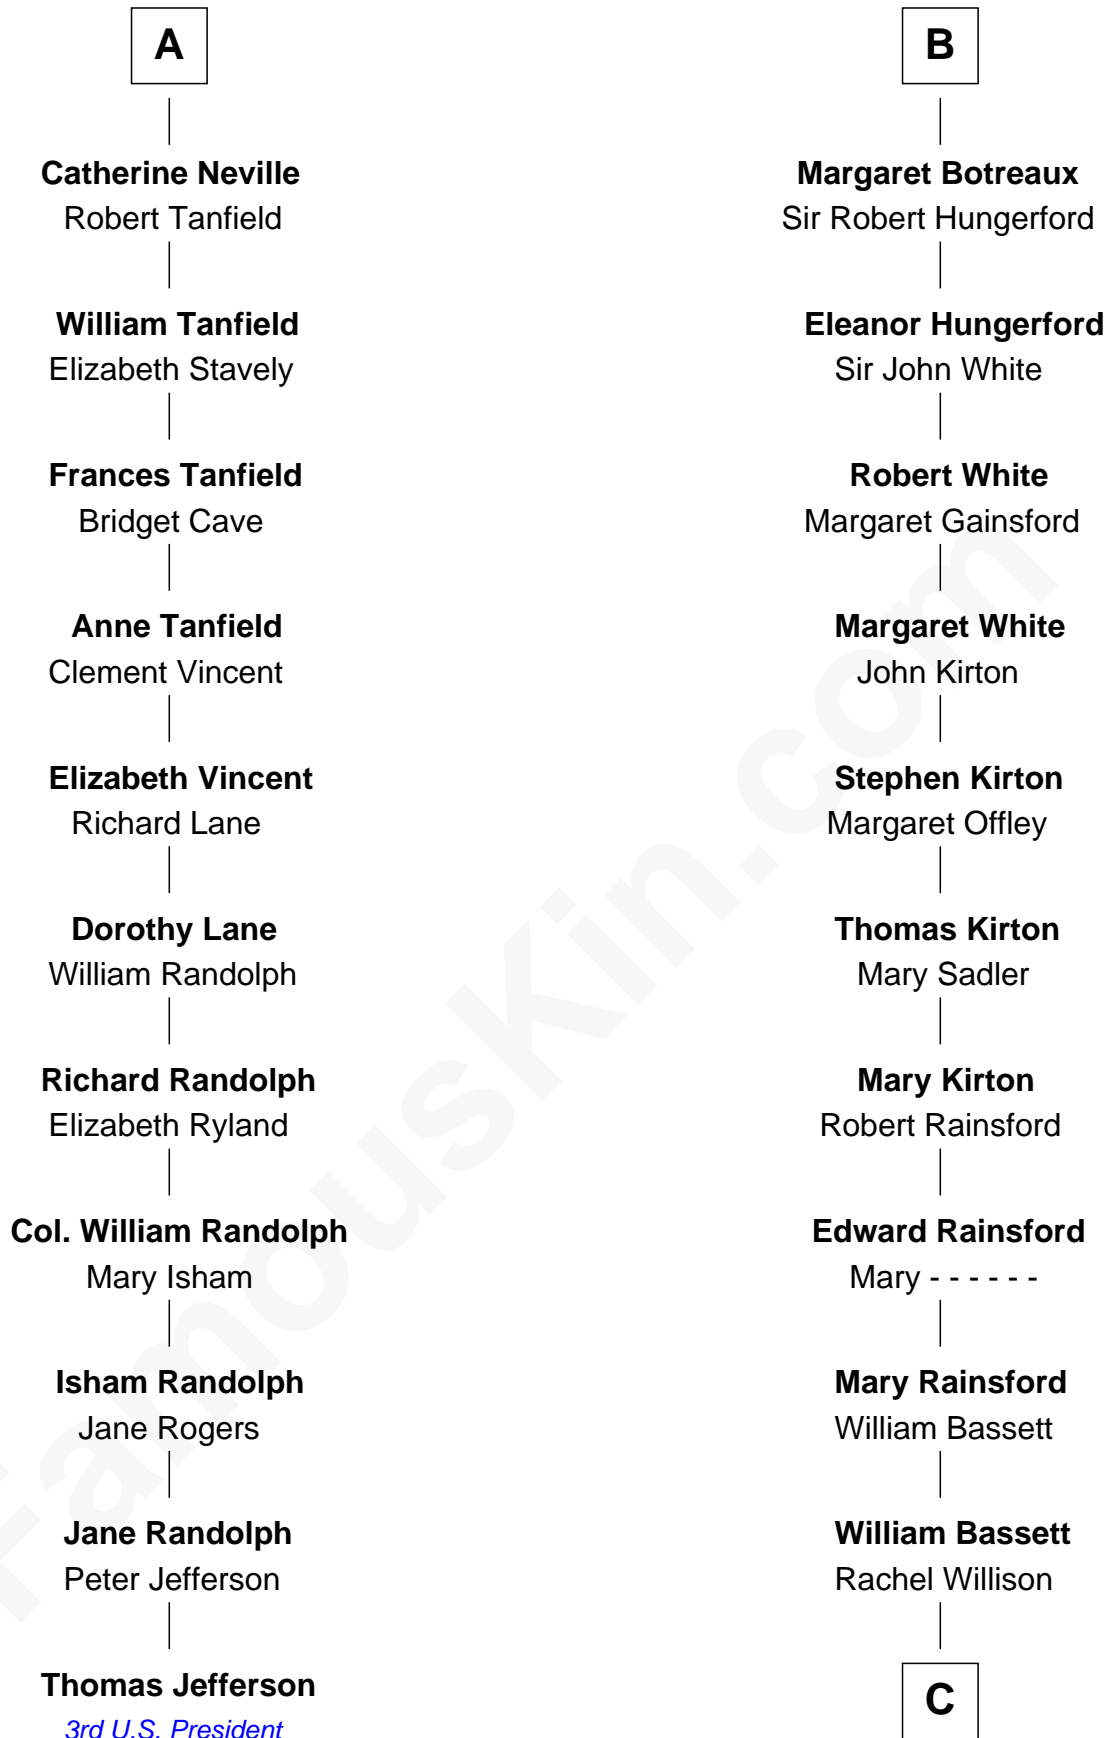 A
Catherine Neville
Robert Tanfield
William Tanfield
Elizabeth Stavely
Frances Tanfield
Bridget Cave
Anne Tanfield
Clement Vincent
Elizabeth Vincent
Richard Lane
Dorothy Lane
William Randolph
Richard Randolph
Elizabeth Ryland
Col. William Randolph
Mary Isham
Isham Randolph
Jane Rogers
Jane Randolph
Peter Jefferson
Thomas Jefferson
3rd U.S. President
B
Margaret Botreaux
Sir Robert Hungerford
Eleanor Hungerford
Sir John White
Robert White
Margaret Gainsford
Margaret White
John Kirton
Stephen Kirton
Margaret Offley
Thomas Kirton
Mary Sadler
Mary Kirton
Robert Rainsford
Edward Rainsford
Mary - - - - - -
Mary Rainsford
William Bassett
William Bassett
Rachel Willison
C
FamousKin.com